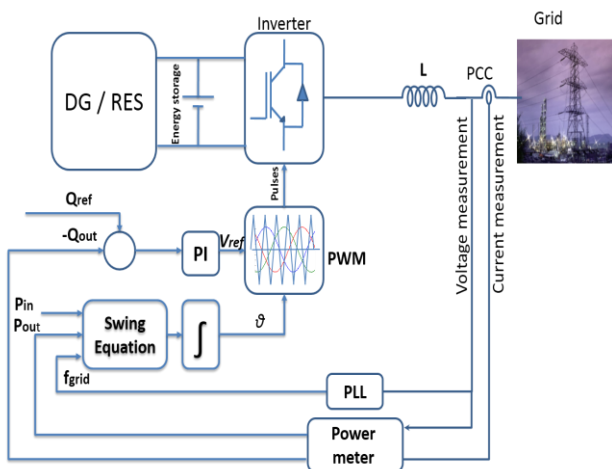 Grid
Inverter
L
PCC
DG / RES
Energy storage
Pulses
Voltage measurement
Current measurement
Qref
-Qout
PI
Vref
PWM
Pin
Pout
Swing
Equation
∫
ϑ
fgrid
PLL
Power
meter